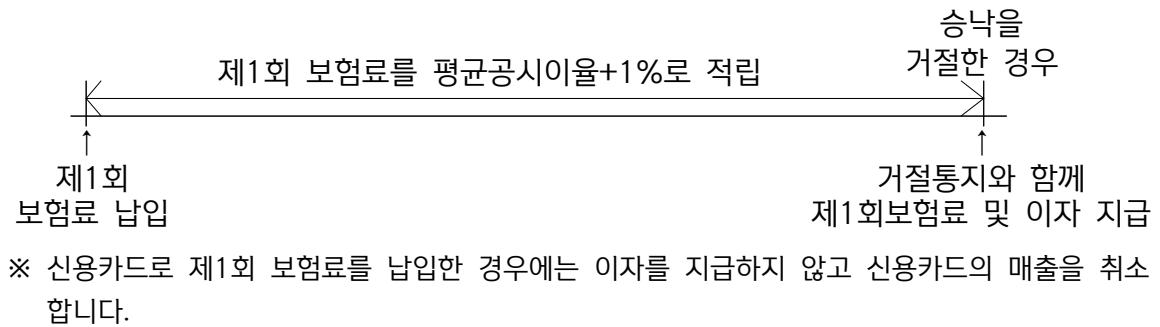 승낙을
거절한 경우
제1회 보험료를 평균공시이율+1%로 적립
↑
제1회
보험료 납입
↑
거절통지와 함께
제1회보험료 및 이자 지급
※ 신용카드로 제1회 보험료를 납입한 경우에는 이자를 지급하지 않고 신용카드의 매출을 취소
합니다.